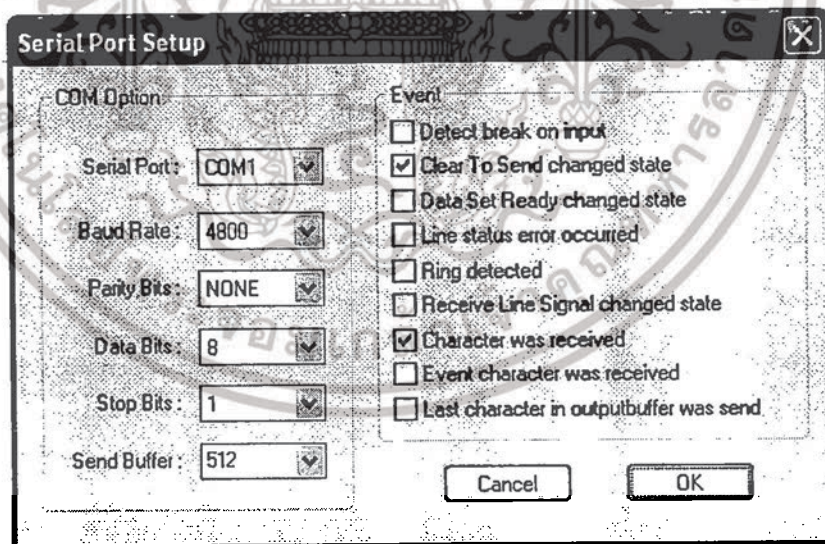 Serial Port Setup
COM Option
Serial Port : COM1
Baud Rate : 4800
Parity Bits : NONE
Data Bits : 8
Stop Bits : 1
Send Buffer : 512
Event
Detect break on input
Clear To Send changed state
Data Set Ready changed state
Line status error occurred
Ring detected
Receive Line Signal changed state
Character was received
Event character was received
Last character in outputbuffer was send
Cancel
OK